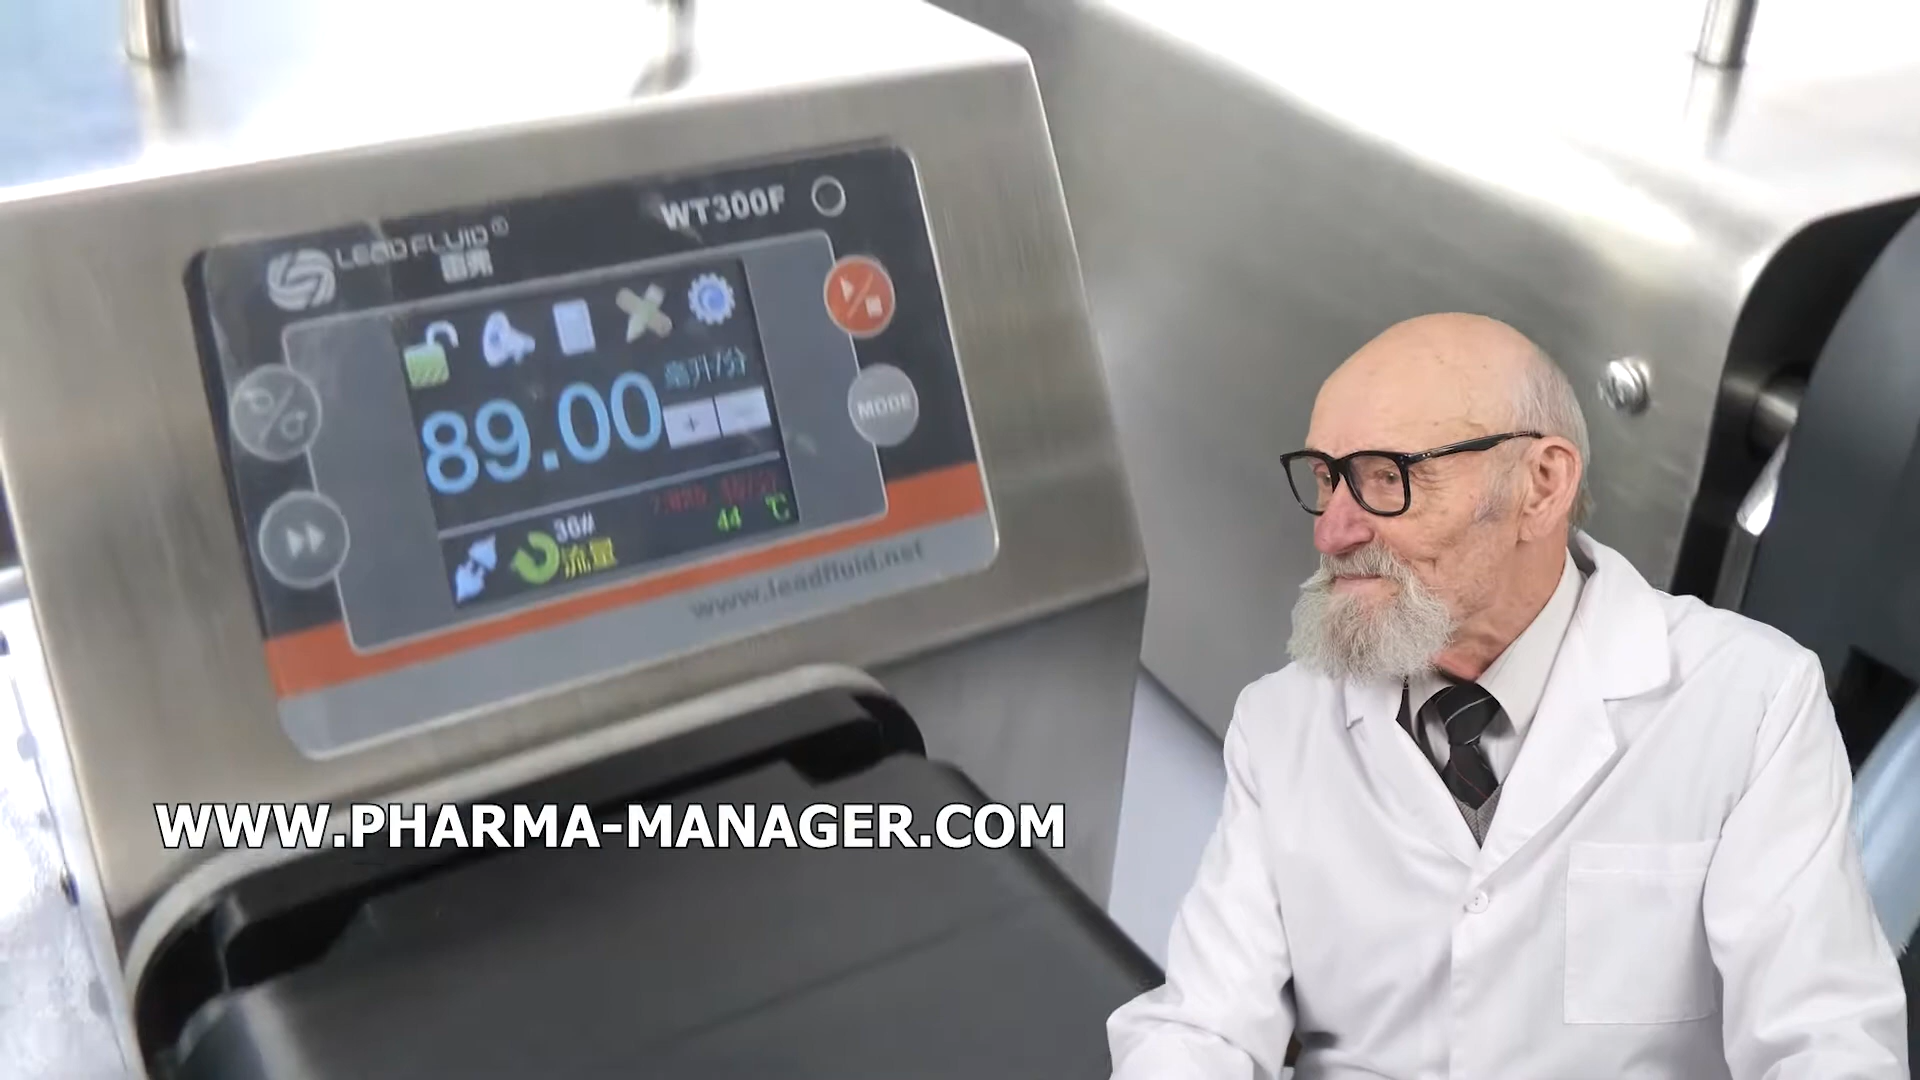 LEADFLUID®
雷弗
WT300F
毫升/分
89.00
+ -
MODE
36#
流量
44 ℃
www.leadfluid.net
WWW.PHARMA-MANAGER.COM